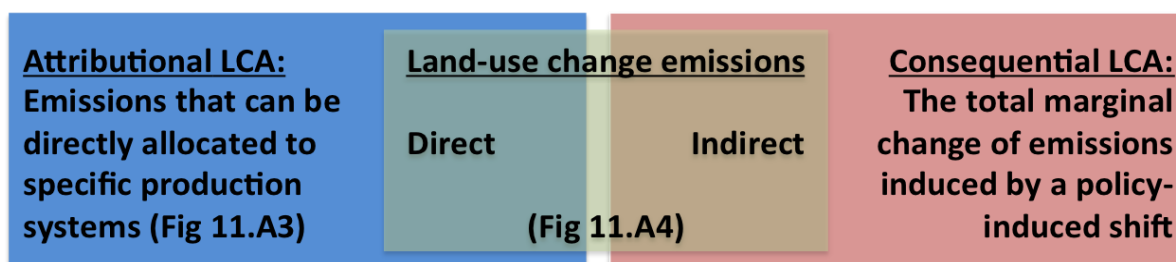 Attributional LCA:
Emissions that can be
directly allocated to
specific production
systems (Fig 11.A3)
Land-use change emissions
Direct
Indirect
(Fig 11.A4)
Consequential LCA:
The total marginal
change of emissions
induced by a policy-
induced shift